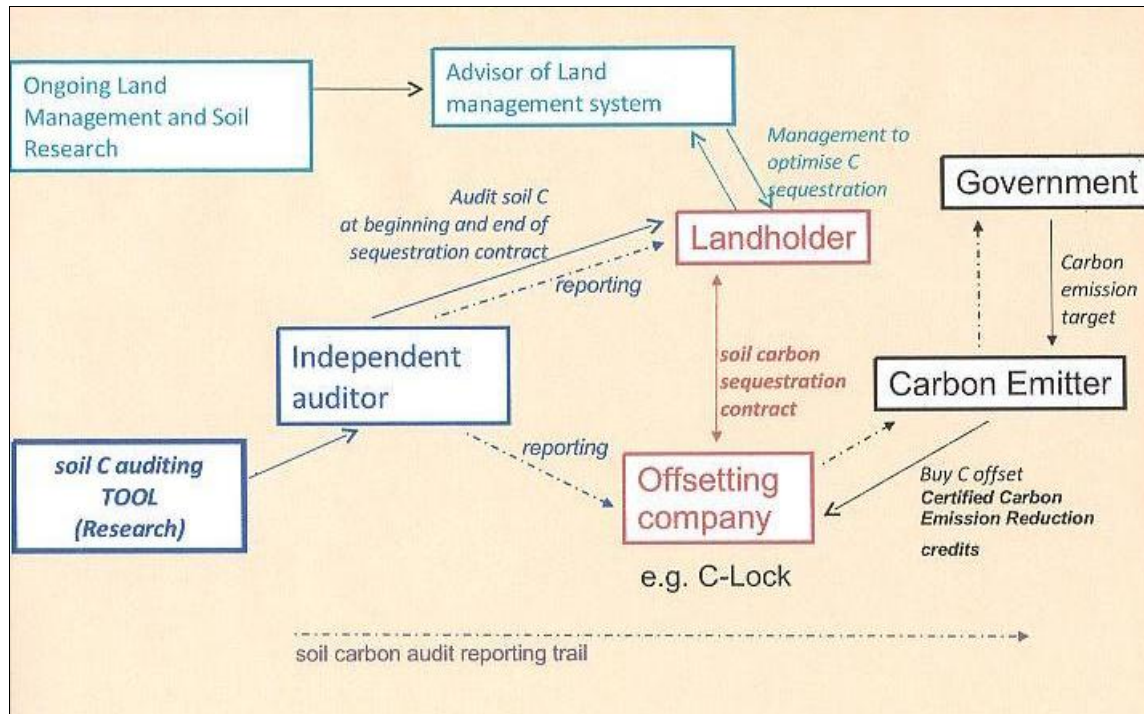 Ongoing Land
Management and Soil
Research
Advisor of Land
management system
Management to
optimise C
sequestration
Government
Audit soil C
at beginning and end of
sequestration contract
Landholder
reporting
Carbon
emission
target
Independent
auditor
soil carbon
sequestration
contract
Carbon Emitter
soil C auditing
TOOL
(Research)
reporting
Offsetting
company
Buy C offset
Certified Carbon
Emission Reduction
credits
e.g. C-Lock
soil carbon audit reporting trail